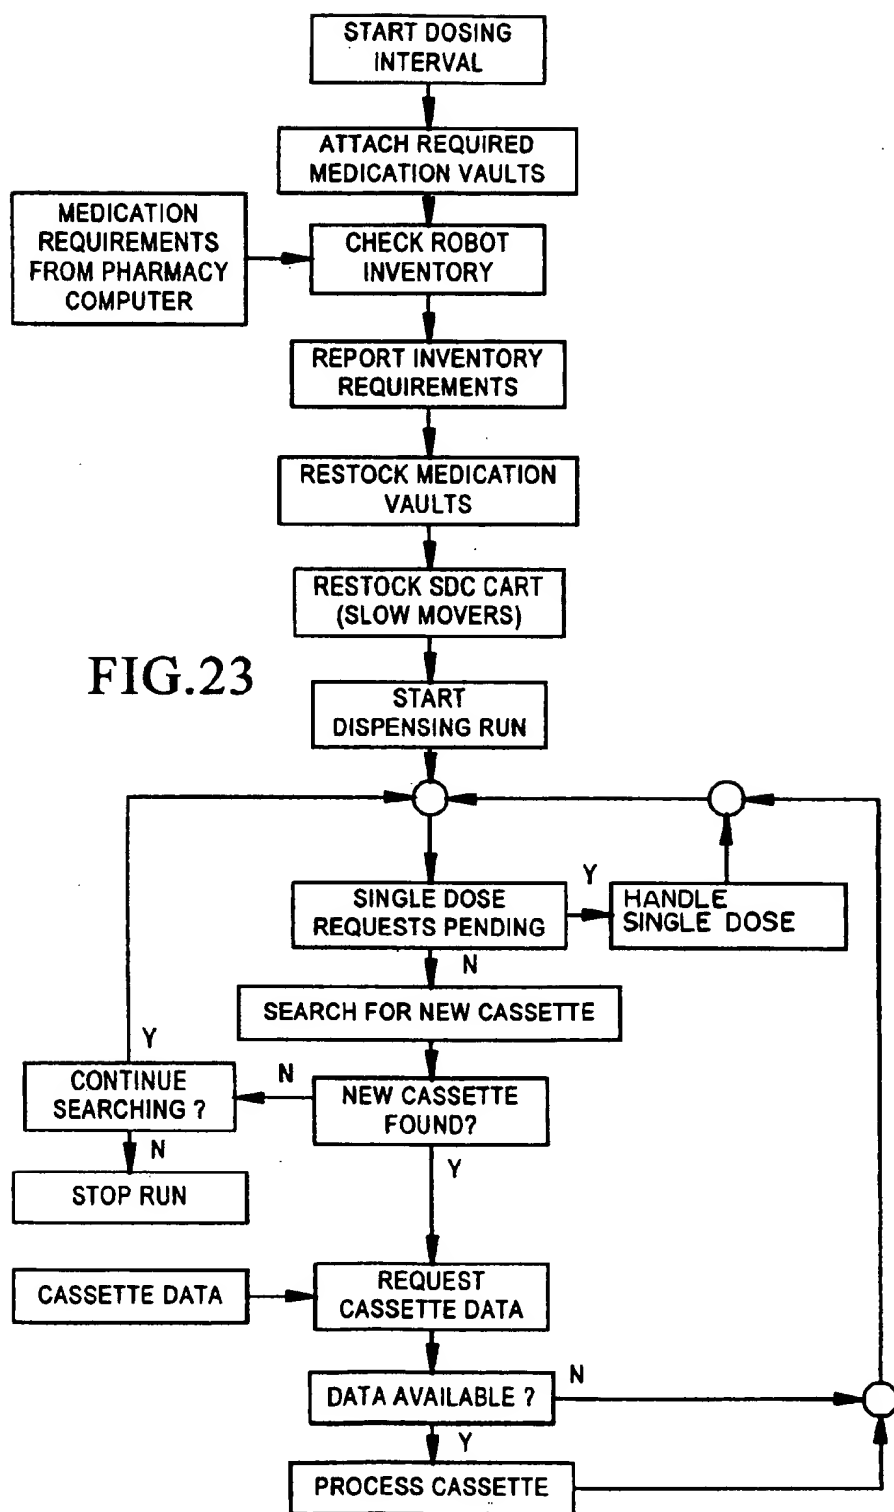 START DOSING
INTERVAL
ATTACH REQUIRED
MEDICATION VAULTS
MEDICATION
REQUIREMENTS
FROM PHARMACY
COMPUTER
CHECK ROBOT
INVENTORY
REPORT INVENTORY
REQUIREMENTS
RESTOCK MEDICATION
VAULTS
RESTOCK SDC CART
(SLOW MOVERS)
FIG.23
START
DISPENSING RUN
SINGLE DOSE
REQUESTS PENDING
Y
HANDLE
SINGLE DOSE
N
SEARCH FOR NEW CASSETTE
Y
CONTINUE
SEARCHING ?
N
NEW CASSETTE
FOUND?
N
STOP RUN
Y
CASSETTE DATA
REQUEST
CASSETTE DATA
DATA AVAILABLE ?
N
Y
PROCESS CASSETTE